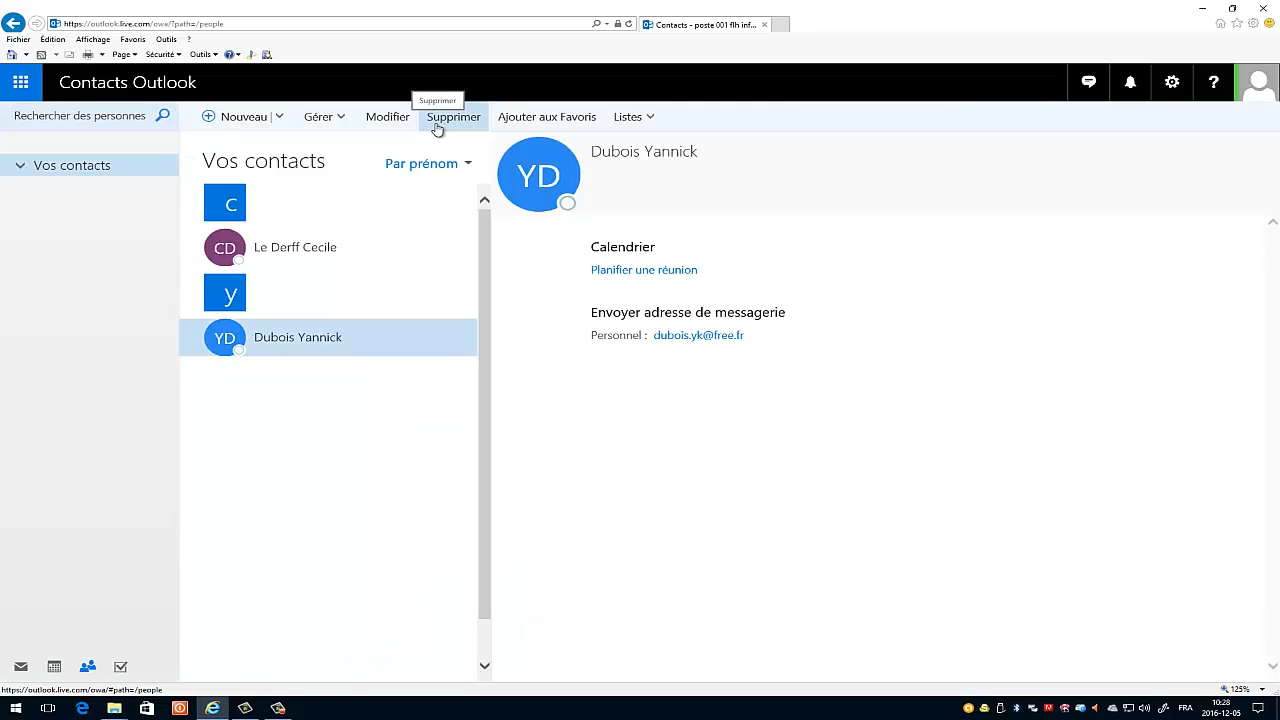 https://outlook.live.com/owa/?path=/people
Contacts - poste 001 flh inf...
Fichier Édition Affichage Favoris Outils ?
Page Sécurité Outils
Contacts Outlook
?
Supprimer
Rechercher des personnes
Nouveau Gérer Modifier Supprimer Ajouter aux Favoris Listes
Vos contacts
Vos contacts
Par prénom
YD
Dubois Yannick
C
CD
Le Derff Cecile
y
YD
Dubois Yannick
Calendrier
Planifier une réunion
Envoyer adresse de messagerie
Personnel : dubois.yk@free.fr
https://outlook.live.com/owa/#path=/people
125%
FRA
10:28
2016-12-05